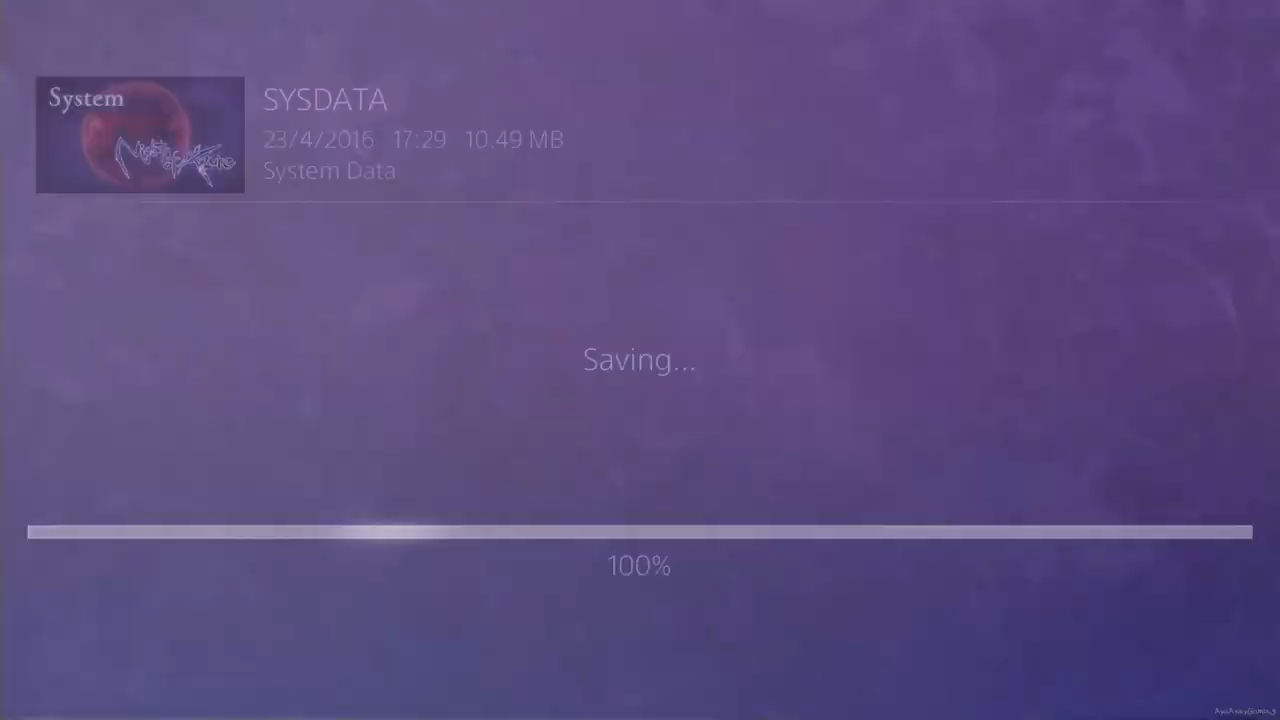 System
Night of Azure
SYSDATA
23/4/2016 17:29 10.49 MB
System Data
Saving...
100%